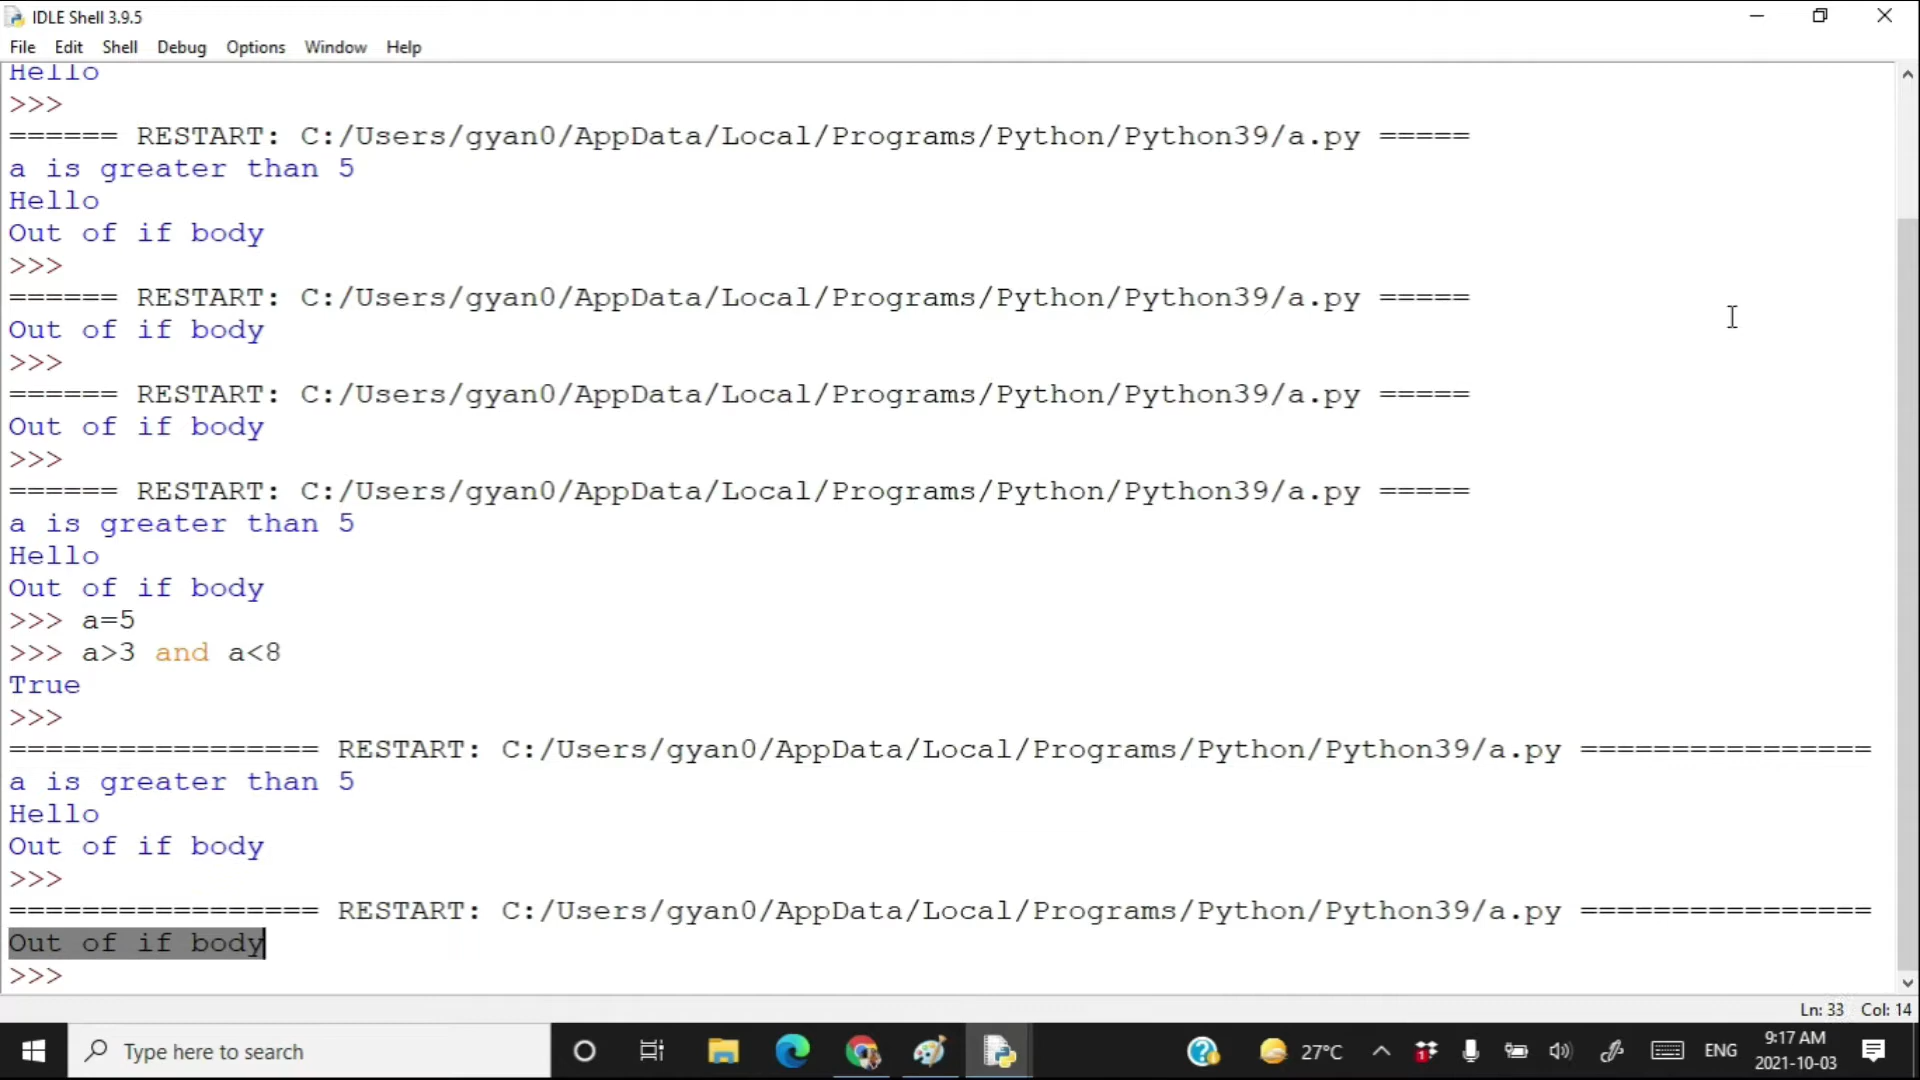 IDLE Shell 3.9.5
File Edit Shell Debug Options Window Help
Hello
>>>
====== RESTART: C:/Users/gyan0/AppData/Local/Programs/Python/Python39/a.py =====
a is greater than 5
Hello
Out of if body
>>>
====== RESTART: C:/Users/gyan0/AppData/Local/Programs/Python/Python39/a.py =====
Out of if body
>>>
====== RESTART: C:/Users/gyan0/AppData/Local/Programs/Python/Python39/a.py =====
Out of if body
>>>
====== RESTART: C:/Users/gyan0/AppData/Local/Programs/Python/Python39/a.py =====
a is greater than 5
Hello
Out of if body
>>> a=5
>>> a>3 and a<8
True
>>>
================= RESTART: C:/Users/gyan0/AppData/Local/Programs/Python/Python39/a.py ================
a is greater than 5
Hello
Out of if body
>>>
================= RESTART: C:/Users/gyan0/AppData/Local/Programs/Python/Python39/a.py ================
Out of if body
>>>
Ln: 33 Col: 14
Type here to search
27°C
1
ENG
9:17 AM
2021-10-03